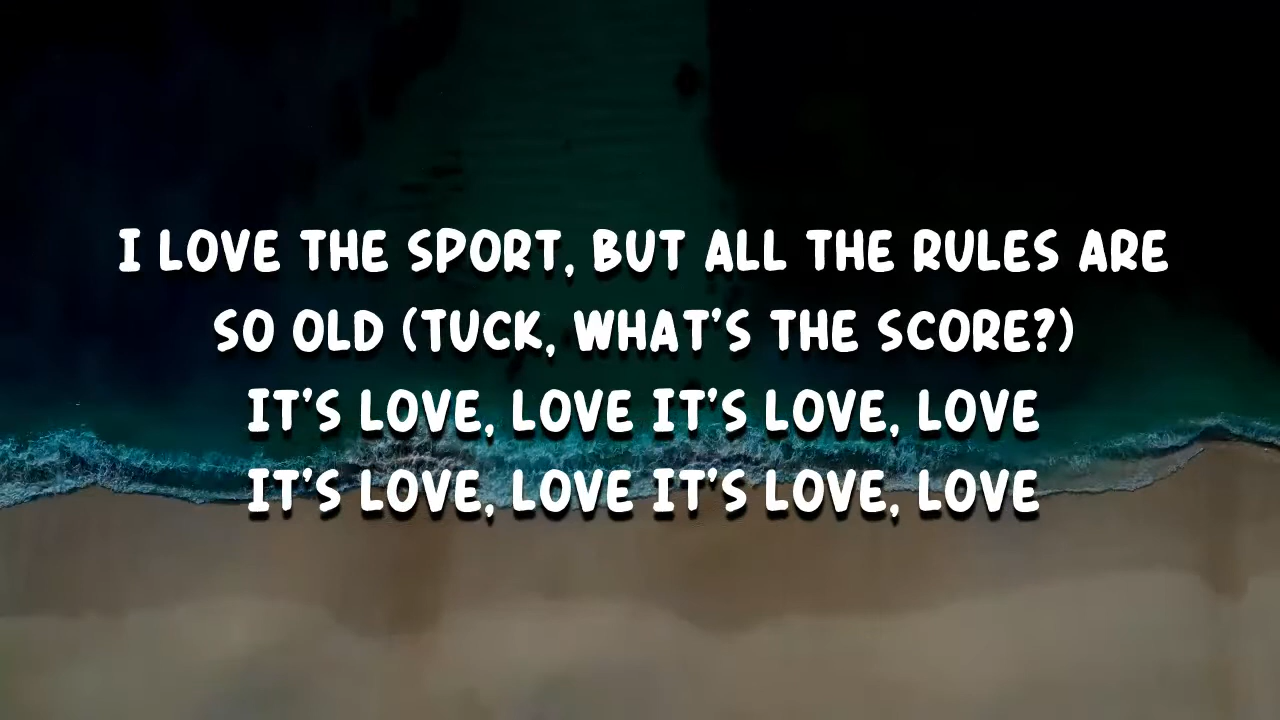 I LOVE THE SPORT, BUT ALL THE RULES ARE
SO OLD (TUCK, WHAT'S THE SCORE?)
IT'S LOVE, LOVE IT'S LOVE, LOVE
IT'S LOVE, LOVE IT'S LOVE, LOVE